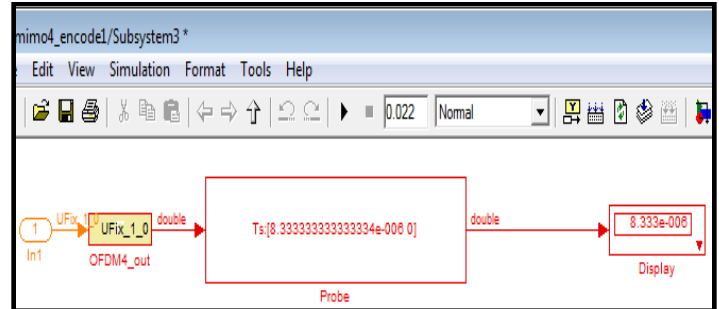 mimo4_encode1/Subsystem3 *
Edit View Simulation Format Tools Help
0.022 Normal
UFix_1_0 double double
1 UFix_1_0 Ts:[8.333333333333334e-006 0] 8.333e-006
In1 OFDM4_out Display
Probe